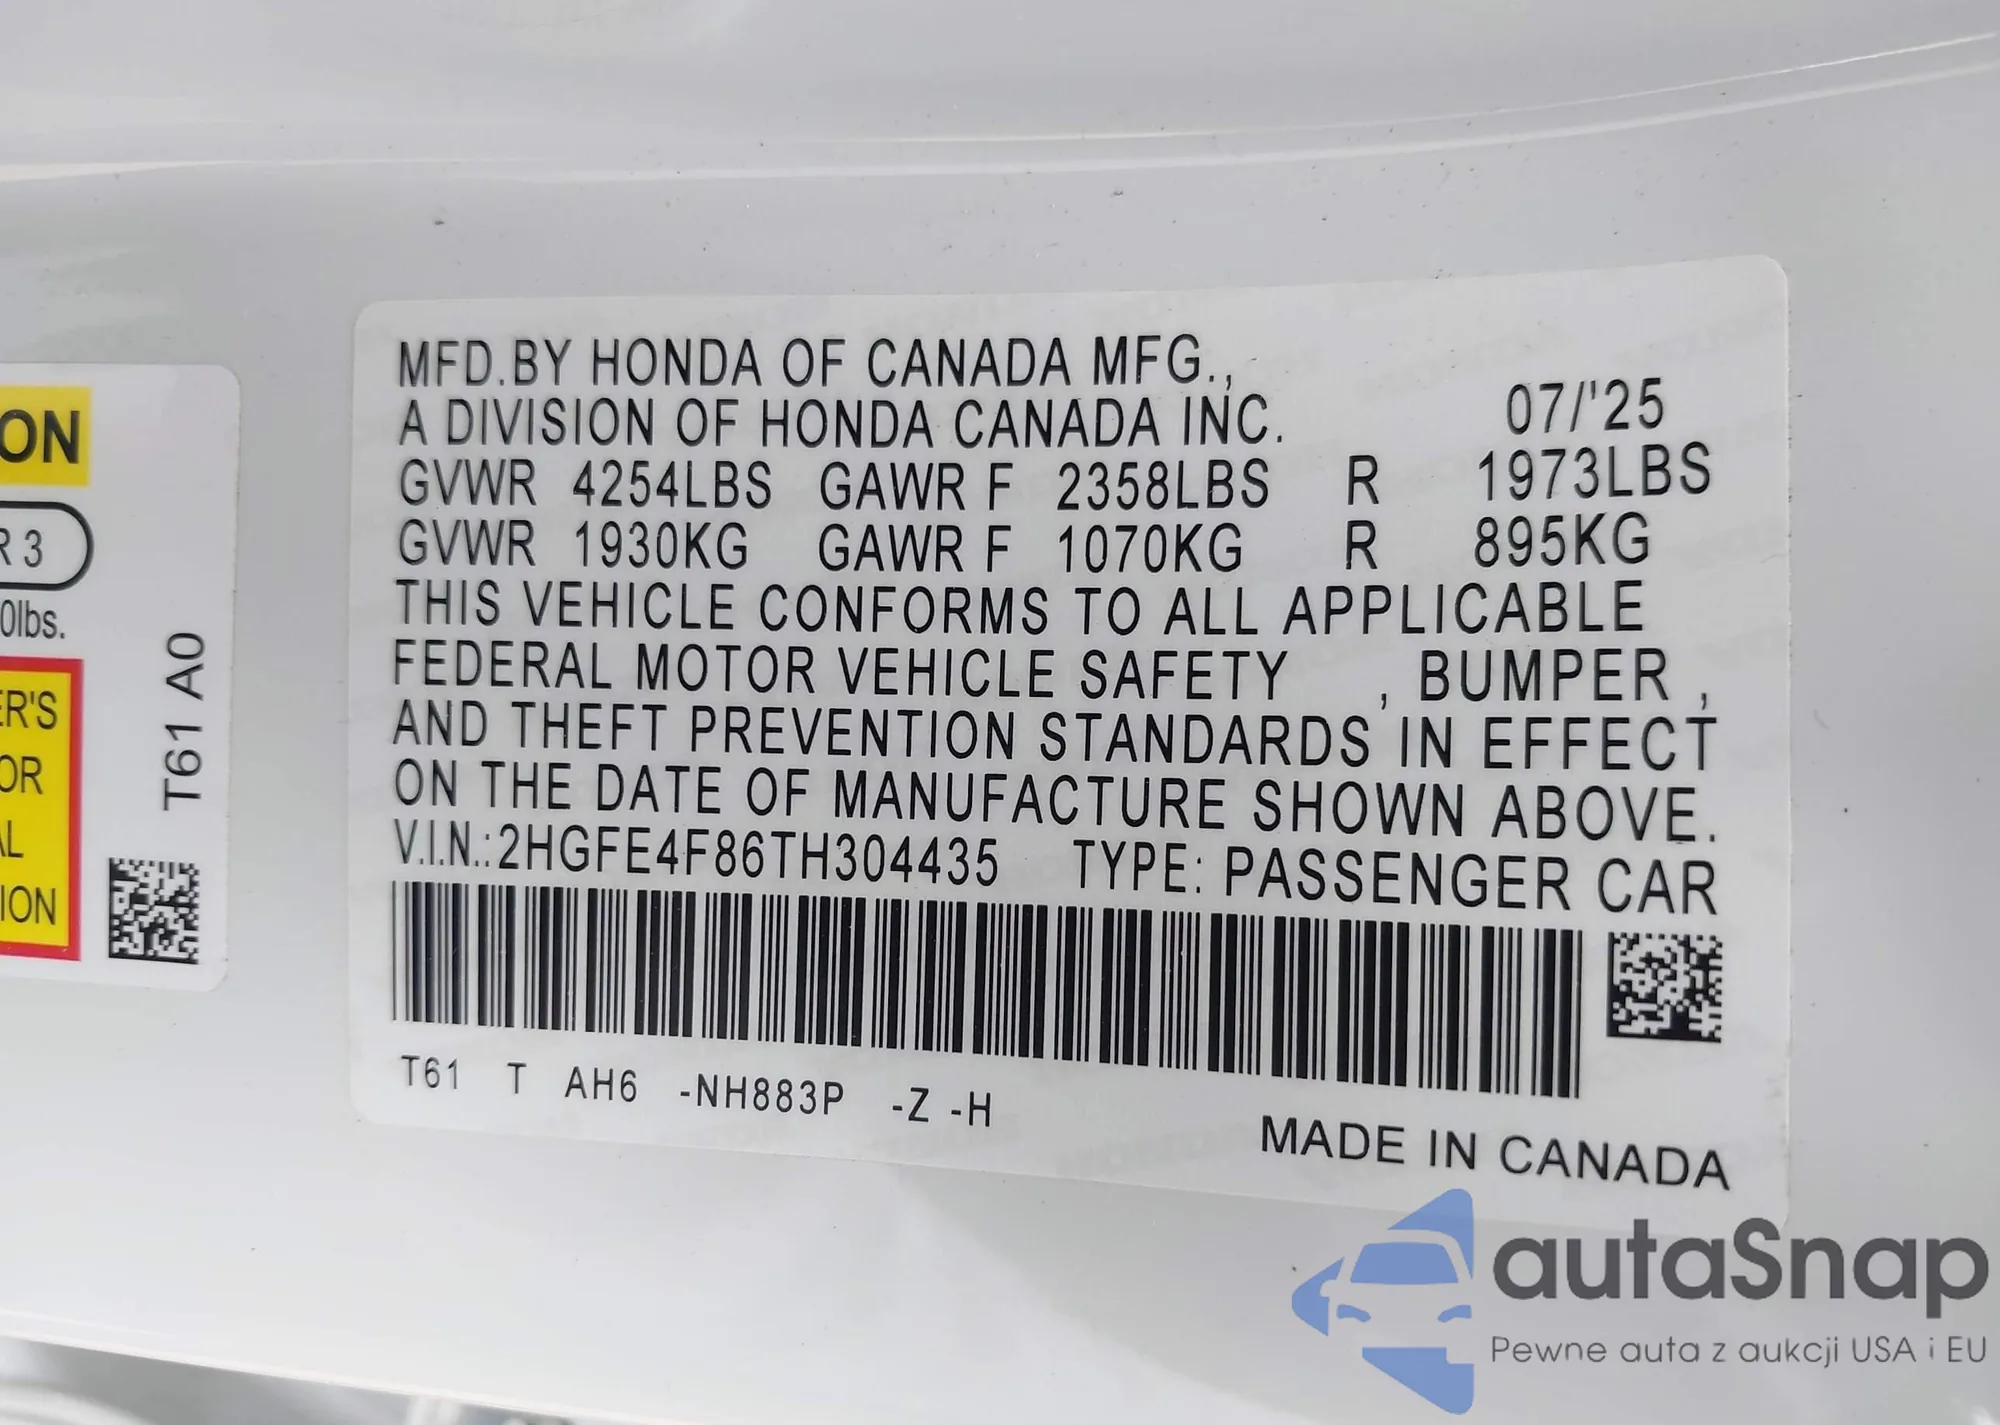 MFD.BY HONDA OF CANADA MFG.,
A DIVISION OF HONDA CANADA INC. 07/'25
GVWR 4254LBS GAWR F 2358LBS R 1973LBS
GVWR 1930KG GAWR F 1070KG R 895KG
THIS VEHICLE CONFORMS TO ALL APPLICABLE
FEDERAL MOTOR VEHICLE SAFETY , BUMPER ,
AND THEFT PREVENTION STANDARDS IN EFFECT
ON THE DATE OF MANUFACTURE SHOWN ABOVE.
V.I.N.:2HGFE4F86TH304435 TYPE: PASSENGER CAR
T61 T AH6 -NH883P -Z -H
MADE IN CANADA
ON
R 3
0lbs.
ER'S
OR
AL
ION
T61 A0
autaSnap
Pewne auta z aukcji USA i EU